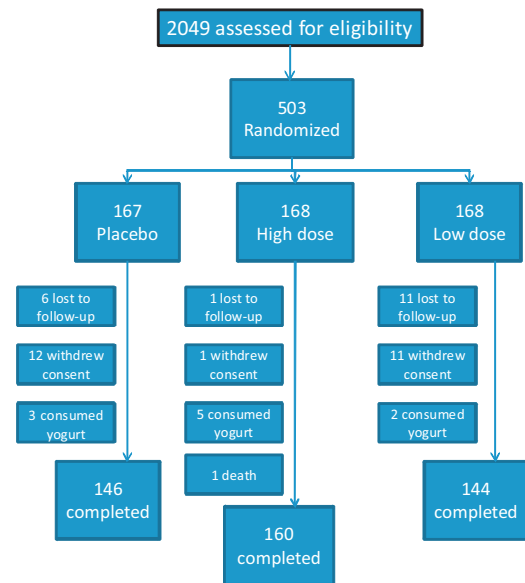 2049 assessed for eligibility
503
Randomized
167
Placebo
168
High dose
168
Low dose
6 lost to
follow-up
12 withdrew
consent
3 consumed
yogurt
146
completed
1 lost to
follow-up
1 withdrew
consent
5 consumed
yogurt
1 death
160
completed
11 lost to
follow-up
11 withdrew
consent
2 consumed
yogurt
144
completed